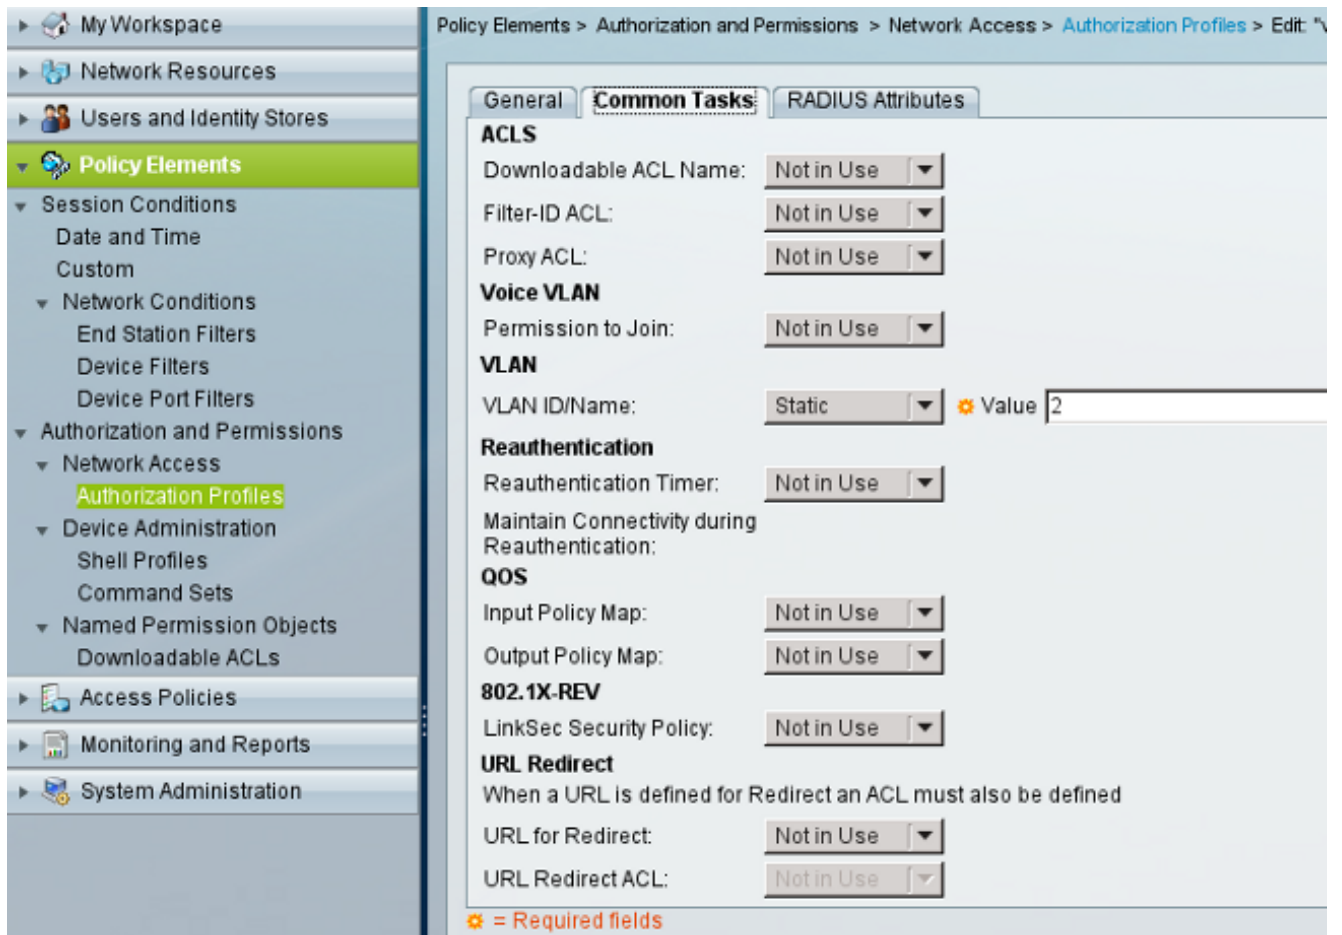 My Workspace
Network Resources
Users and Identity Stores
Policy Elements
Session Conditions
Date and Time
Custom
Network Conditions
End Station Filters
Device Filters
Device Port Filters
Authorization and Permissions
Network Access
Authorization Profiles
Device Administration
Shell Profiles
Command Sets
Named Permission Objects
Downloadable ACLs
Access Policies
Monitoring and Reports
System Administration
Policy Elements > Authorization and Permissions > Network Access > Authorization Profiles > Edit: "v
General Common Tasks RADIUS Attributes
ACLS
Downloadable ACL Name: Not in Use
Filter-ID ACL: Not in Use
Proxy ACL: Not in Use
Voice VLAN
Permission to Join: Not in Use
VLAN
VLAN ID/Name: Static Value 2
Reauthentication
Reauthentication Timer: Not in Use
Maintain Connectivity during
Reauthentication:
QOS
Input Policy Map: Not in Use
Output Policy Map: Not in Use
802.1X-REV
LinkSec Security Policy: Not in Use
URL Redirect
When a URL is defined for Redirect an ACL must also be defined
URL for Redirect: Not in Use
URL Redirect ACL: Not in Use
= Required fields